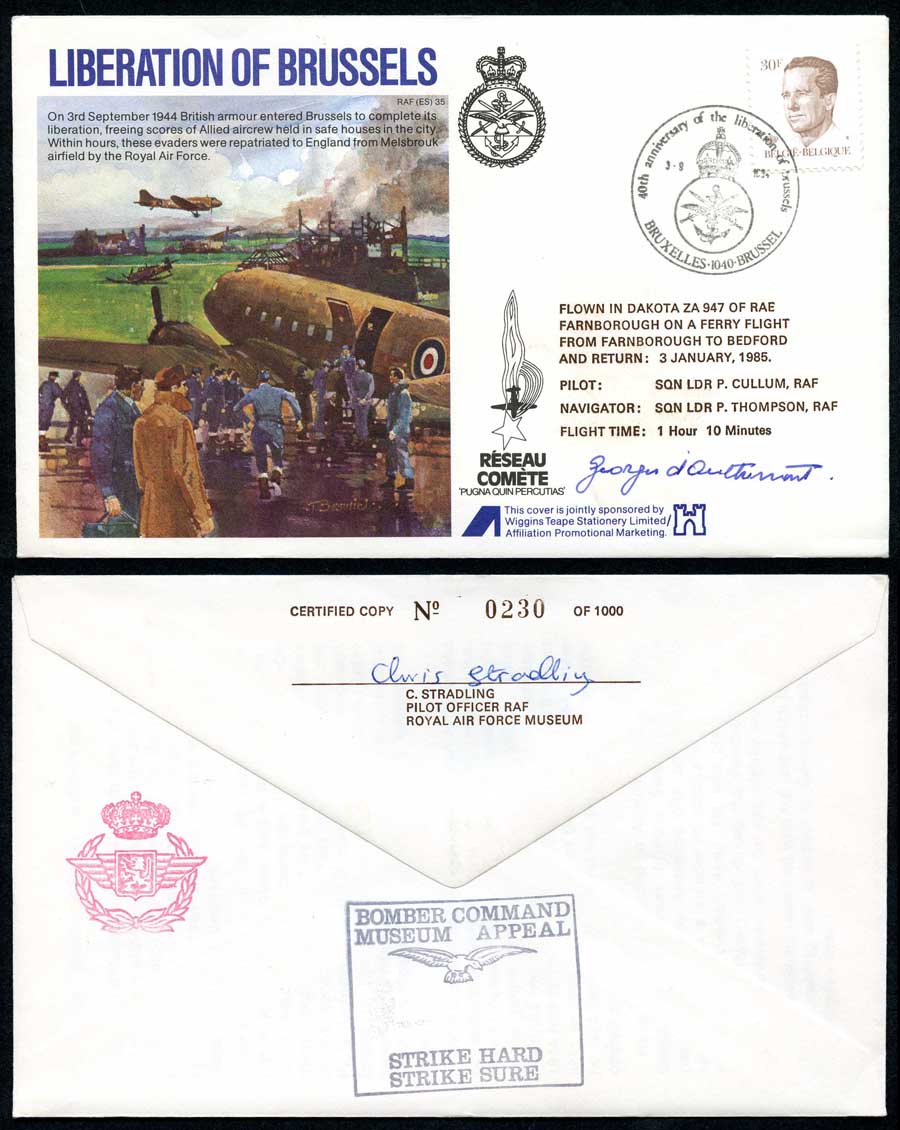 LIBERATION OF BRUSSELS
RAF (ES) 35
On 3rd September 1944 British armour entered Brussels to complete its
liberation, freeing scores of Allied aircrew held in safe houses in the city.
Within hours, these evaders were repatriated to England from Melsbrouk
airfield by the Royal Air Force.
30F
BELGIË-BELGIQUE
40th anniversary of the liberation of brussels
3-9
BRUXELLES·1040·BRUSSEL
FLOWN IN DAKOTA ZA 947 OF RAE
FARNBOROUGH ON A FERRY FLIGHT
FROM FARNBOROUGH TO BEDFORD
AND RETURN: 3 JANUARY, 1985.
PILOT: SQN LDR P. CULLUM, RAF
NAVIGATOR: SQN LDR P. THOMPSON, RAF
FLIGHT TIME: 1 Hour 10 Minutes
RÉSEAU
COMÈTE
'PUGNA QUIN PERCUTIAS'
Georges d'Oultremont.
This cover is jointly sponsored by
Wiggins Teape Stationery Limited/
Affiliation Promotional Marketing.
CERTIFIED COPY Nº 0230 OF 1000
Chris Stradling
C. STRADLING
PILOT OFFICER RAF
ROYAL AIR FORCE MUSEUM
BOMBER COMMAND
MUSEUM APPEAL
STRIKE HARD
STRIKE SURE